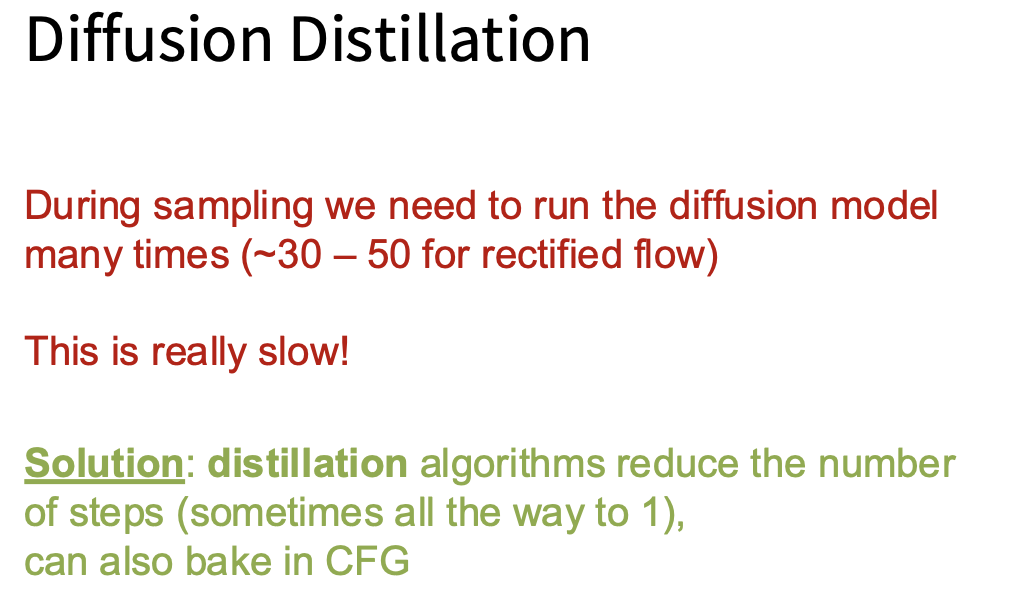 Diffusion Distillation
During sampling we need to run the diffusion model
many times (~30 – 50 for rectified flow)
This is really slow!
Solution: distillation algorithms reduce the number
of steps (sometimes all the way to 1),
can also bake in CFG